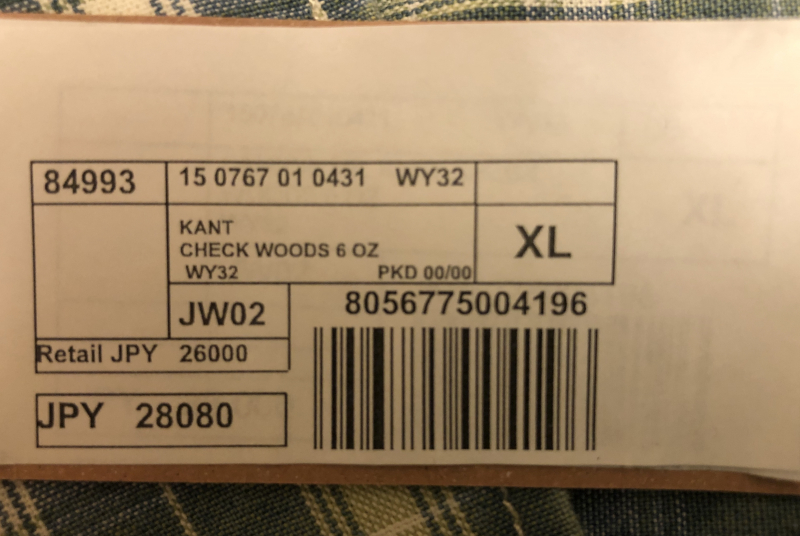 84993 15 0767 01 0431 WY32
KANT
CHECK WOODS 6 OZ
WY32 PKD 00/00
XL
JW02
8056775004196
Retail JPY 26000
JPY 28080